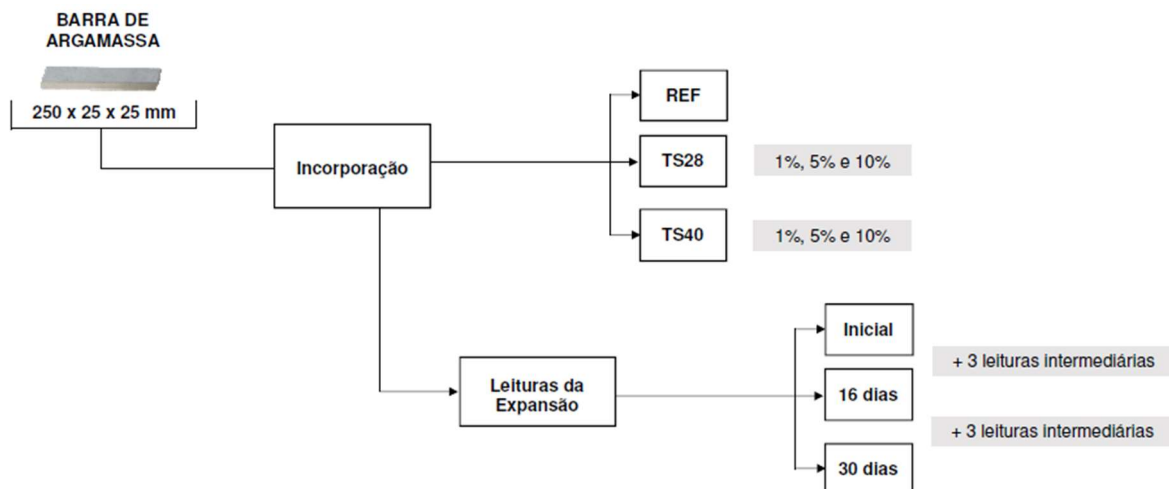 BARRA DE
ARGAMASSA
250 x 25 x 25 mm
Incorporação
REF
TS28
1%, 5% e 10%
TS40
1%, 5% e 10%
Leituras da
Expansão
Inicial
+ 3 leituras intermediárias
16 dias
+ 3 leituras intermediárias
30 dias